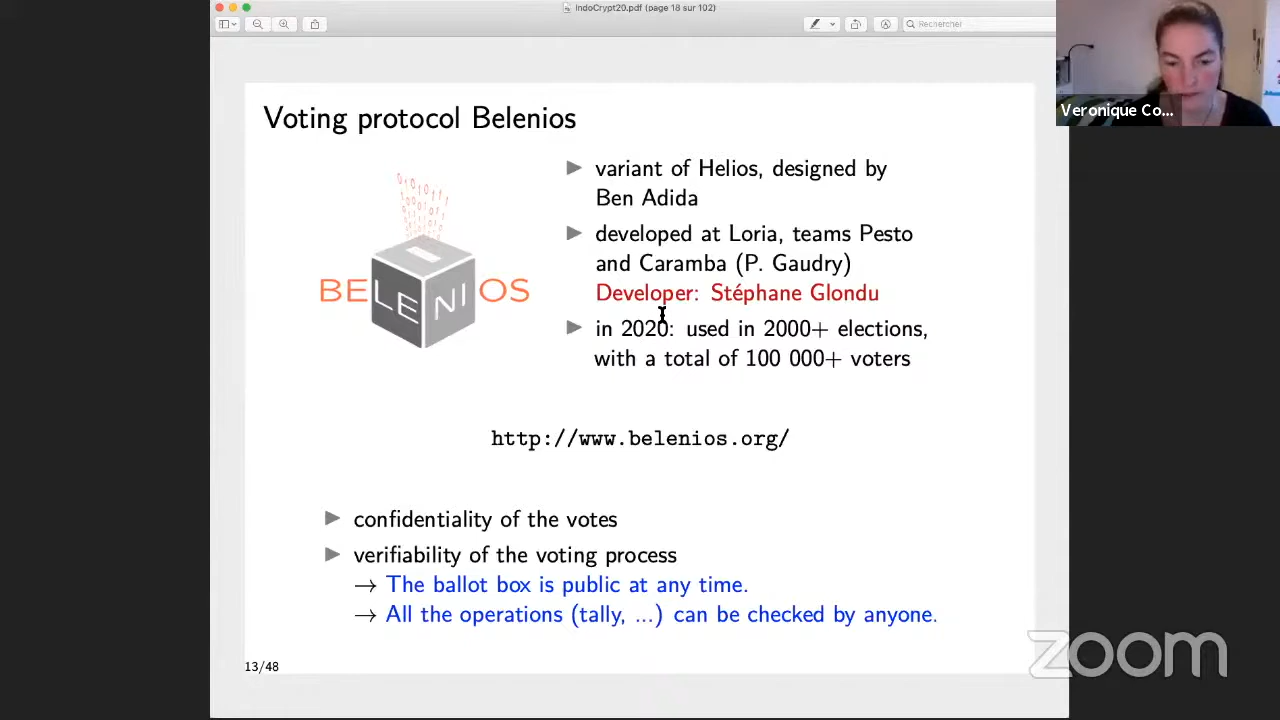 IndoCrypt20.pdf (page 18 sur 102)
Rechercher
Veronique Co...
Voting protocol Belenios
BELENIOS
▶ variant of Helios, designed by
Ben Adida
▶ developed at Loria, teams Pesto
and Caramba (P. Gaudry)
Developer: Stéphane Glondu
▶ in 2020: used in 2000+ elections,
with a total of 100 000+ voters
http://www.belenios.org/
▶ confidentiality of the votes
▶ verifiability of the voting process
→ The ballot box is public at any time.
→ All the operations (tally, ...) can be checked by anyone.
13/48
zoom